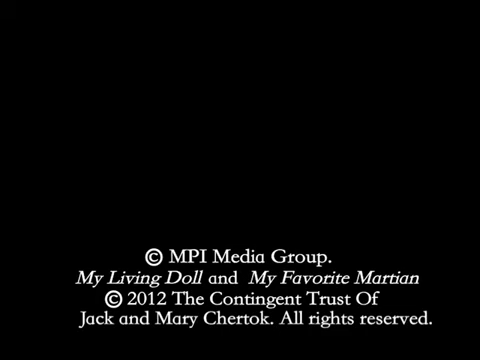 © MPI Media Group.
My Living Doll and My Favorite Martian
© 2012 The Contingent Trust Of
Jack and Mary Chertok. All rights reserved.